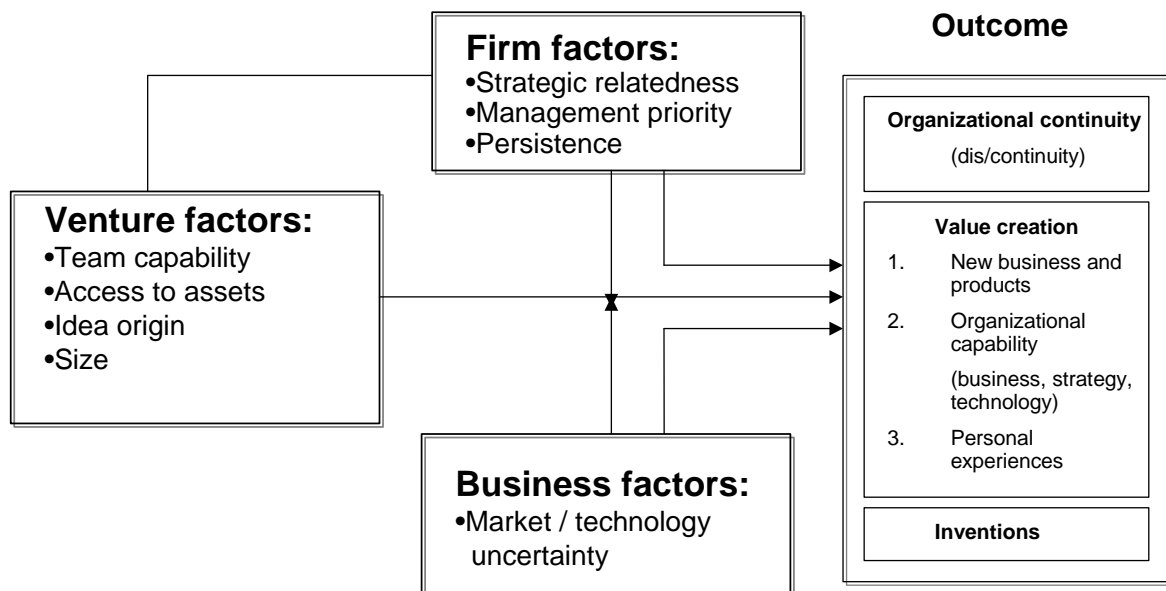 Outcome
Firm factors:
•Strategic relatedness
•Management priority
•Persistence
Venture factors:
•Team capability
•Access to assets
•Idea origin
•Size
Business factors:
•Market / technology
uncertainty
Organizational continuity
(dis/continuity)
Value creation
1. New business and
products
2. Organizational
capability
(business, strategy,
technology)
3. Personal
experiences
Inventions